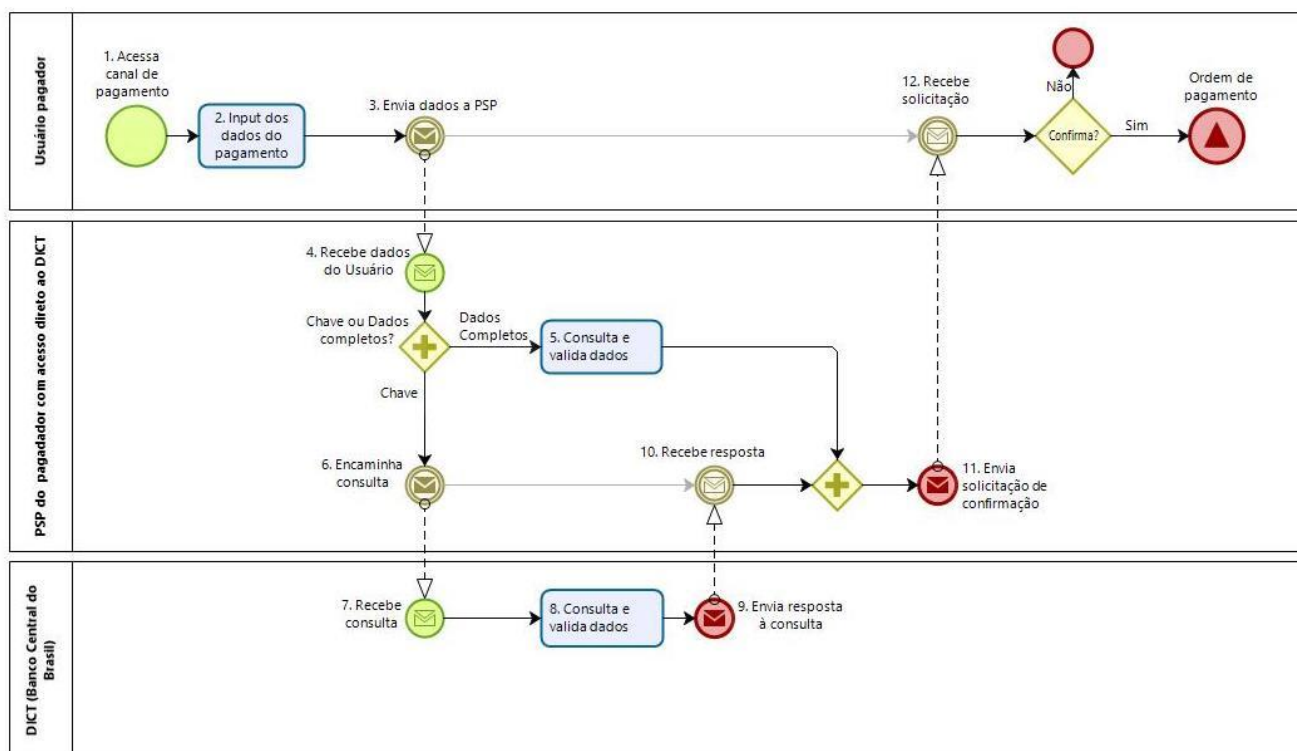 Usuário pagador
1. Acessa
canal de
pagamento
2. Input dos
dados do
pagamento
3. Envia dados a PSP
12. Recebe
solicitação
Não
Confirma?
Sim
Ordem de
pagamento
PSP do pagadador com acesso direto ao DICT
4. Recebe dados
do Usuário
Chave ou Dados
completos?
Dados
Completos
5. Consulta e
valida dados
Chave
6. Encaminha
consulta
10. Recebe resposta
11. Envia
solicitação de
confirmação
DICT (Banco Central do
Brasil)
7. Recebe
consulta
8. Consulta e
valida dados
9. Envia resposta
à consulta